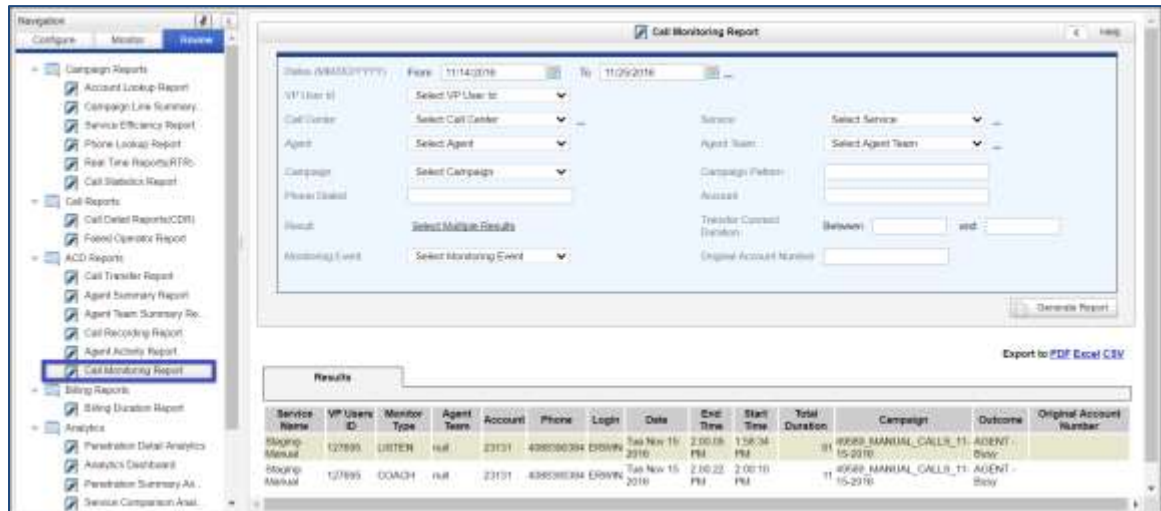 Navigation
Configure Monitor Review
Campaign Reports
Account Lookup Report
Campaign Line Summary..
Service Efficiency Report
Phone Lookup Report
Real Time Reports(RTR)
Call Statistics Report
Call Reports
Call Detail Reports(CDR)
Failed Operator Report
ACD Reports
Call Transfer Report
Agent Summary Report
Agent Team Summary Re..
Call Recording Report
Agent Activity Report
Call Monitoring Report
Billing Reports
Billing Duration Report
Analytics
Penetration Detail Analytics
Analytics Dashboard
Penetration Summary An..
Service Comparison Anal..
Call Monitoring Report
Help
Dates (MM/DD/YYYY) From 11/14/2016 To 11/25/2016 ...
VP User Id Select VP User Id
Call Center Select Call Center ... Service Select Service ...
Agent Select Agent Agent Team Select Agent Team ...
Campaign Select Campaign Campaign Pattern
Phone Dialed Account
Result Select Multiple Results Transfer Connect Duration Between and
Monitoring Event Select Monitoring Event Original Account Number
Generate Report
Export to PDF Excel CSV
Results
Service Name VP Users ID Monitor Type Agent Team Account Phone Login Date End Time Start Time Total Duration Campaign Outcome Original Account Number
Staging Manual 127695 LISTEN null 23131 ERWIN Tue Nov 15 2016 PM 1:58:34 PM AGENT - Busy
Staging Manual 127695 COACH null 23131 ERWIN Tue Nov 15 2016 2:00:22 PM 2:00:10 PM 11 AGENT - Busy